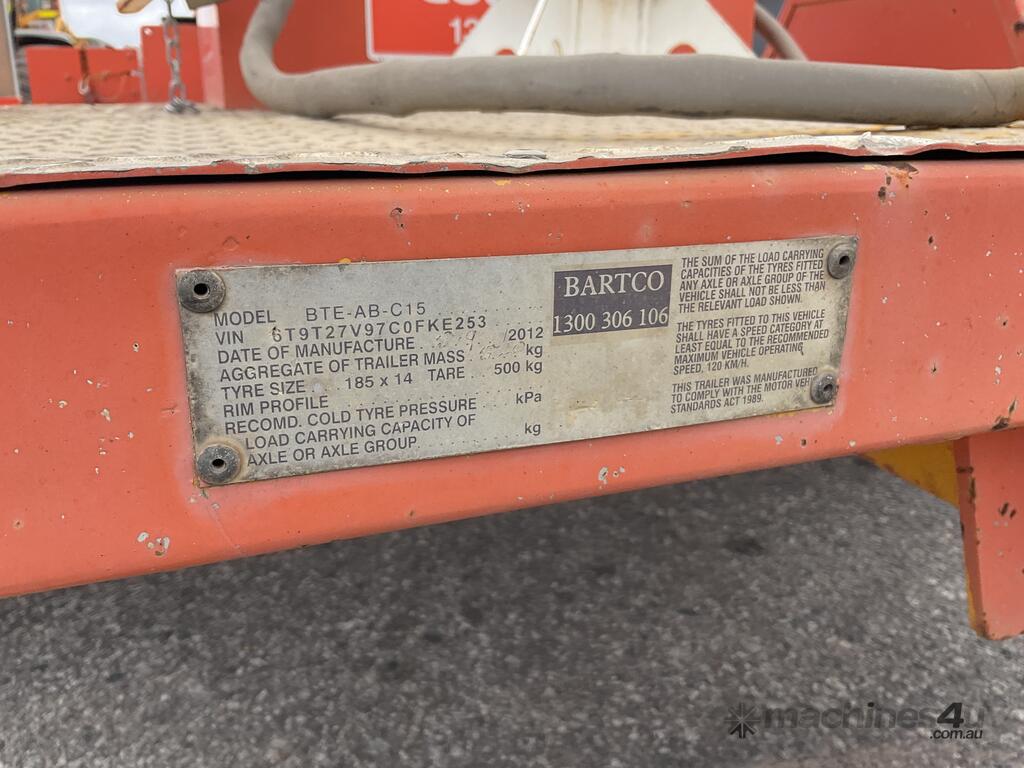 MODEL BTE-AB-C15
VIN 6T9T27V97C0FKE253
DATE OF MANUFACTURE /2012
AGGREGATE OF TRAILER MASS kg
TYRE SIZE 185 x 14 TARE 500 kg
RIM PROFILE
RECOMD. COLD TYRE PRESSURE kPa
LOAD CARRYING CAPACITY OF kg
AXLE OR AXLE GROUP.
BARTCO
1300 306 106
THE SUM OF THE LOAD CARRYING
CAPACITIES OF THE TYRES FITTED
ANY AXLE OR AXLE GROUP OF THE
VEHICLE SHALL NOT BE LESS THAN
THE RELEVANT LOAD SHOWN.
THE TYRES FITTED TO THIS VEHICLE
SHALL HAVE A SPEED CATEGORY AT
LEAST EQUAL TO THE RECOMMENDED
MAXIMUM VEHICLE OPERATING
SPEED, 120 KM/H.
THIS TRAILER WAS MANUFACTURED
TO COMPLY WITH THE MOTOR VEHICLE
STANDARDS ACT 1989.
machines4u
.com.au